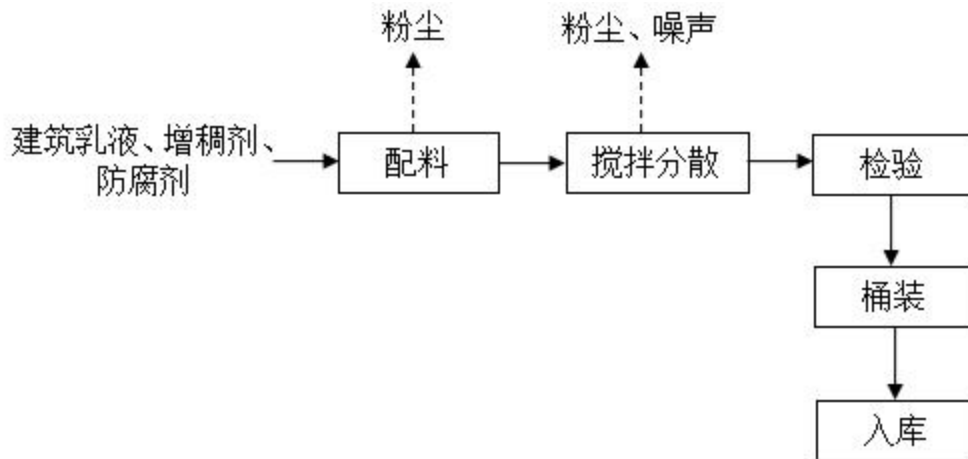 粉尘
粉尘、噪声
建筑乳液、增稠剂、
防腐剂
配料
搅拌分散
检验
桶装
入库